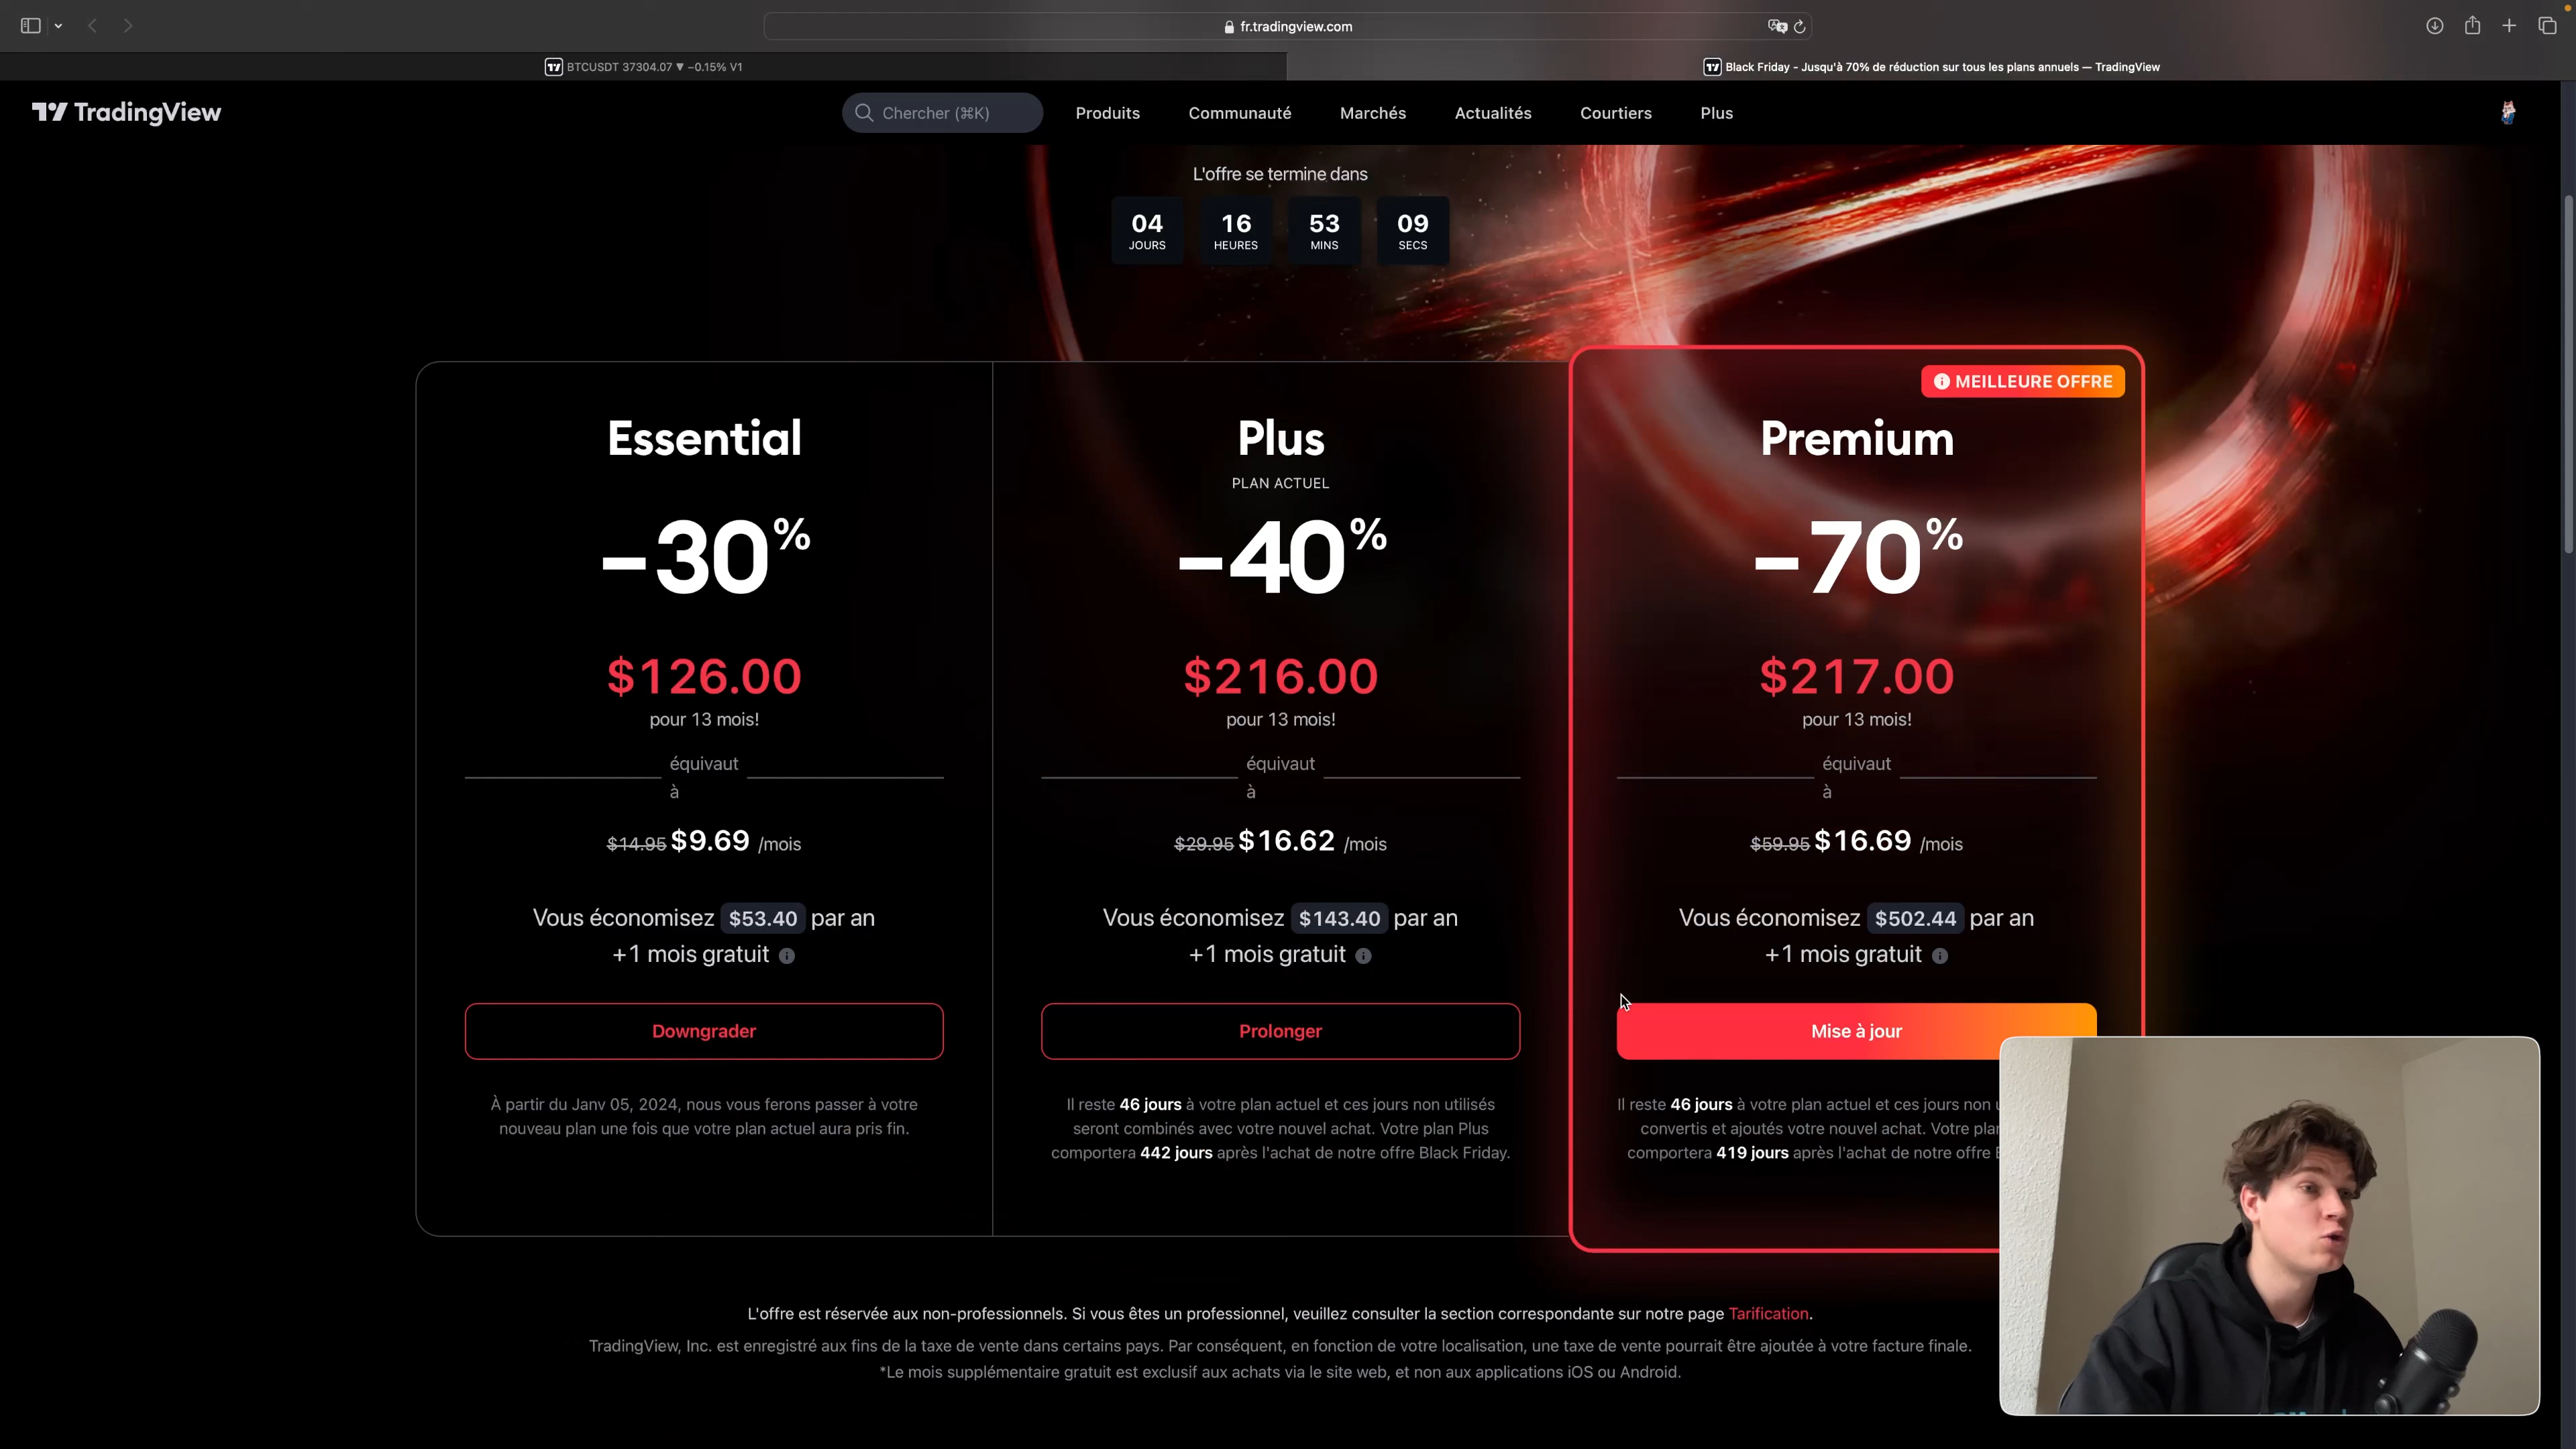 fr.tradingview.com
BTCUSDT 37304.07 ▼ −0.15% V1
Black Friday - Jusqu'à 70% de réduction sur tous les plans annuels — TradingView
TradingView
Chercher (⌘K)
Produits
Communauté
Marchés
Actualités
Courtiers
Plus
L'offre se termine dans
04 16 53 09
JOURS HEURES MINS SECS
MEILLEURE OFFRE
Essential
−30%
$126.00
pour 13 mois!
équivaut
à
$14.95 $9.69 /mois
Vous économisez $53.40 par an
+1 mois gratuit
Downgrader
À partir du Janv 05, 2024, nous vous ferons passer à votre
nouveau plan une fois que votre plan actuel aura pris fin.
Plus
PLAN ACTUEL
−40%
$216.00
pour 13 mois!
équivaut
à
$29.95 $16.62 /mois
Vous économisez $143.40 par an
+1 mois gratuit
Prolonger
Il reste 46 jours à votre plan actuel et ces jours non utilisés
seront combinés avec votre nouvel achat. Votre plan Plus
comportera 442 jours après l'achat de notre offre Black Friday.
Premium
−70%
$217.00
pour 13 mois!
équivaut
à
$59.95 $16.69 /mois
Vous économisez $502.44 par an
+1 mois gratuit
Mise à jour
Il reste 46 jours à votre plan actuel et ces jours non
convertis et ajoutés votre nouvel achat. Votre plan
comportera 419 jours après l'achat de notre offre
L'offre est réservée aux non-professionnels. Si vous êtes un professionnel, veuillez consulter la section correspondante sur notre page Tarification.
TradingView, Inc. est enregistré aux fins de la taxe de vente dans certains pays. Par conséquent, en fonction de votre localisation, une taxe de vente pourrait être ajoutée à votre facture finale.
*Le mois supplémentaire gratuit est exclusif aux achats via le site web, et non aux applications iOS ou Android.